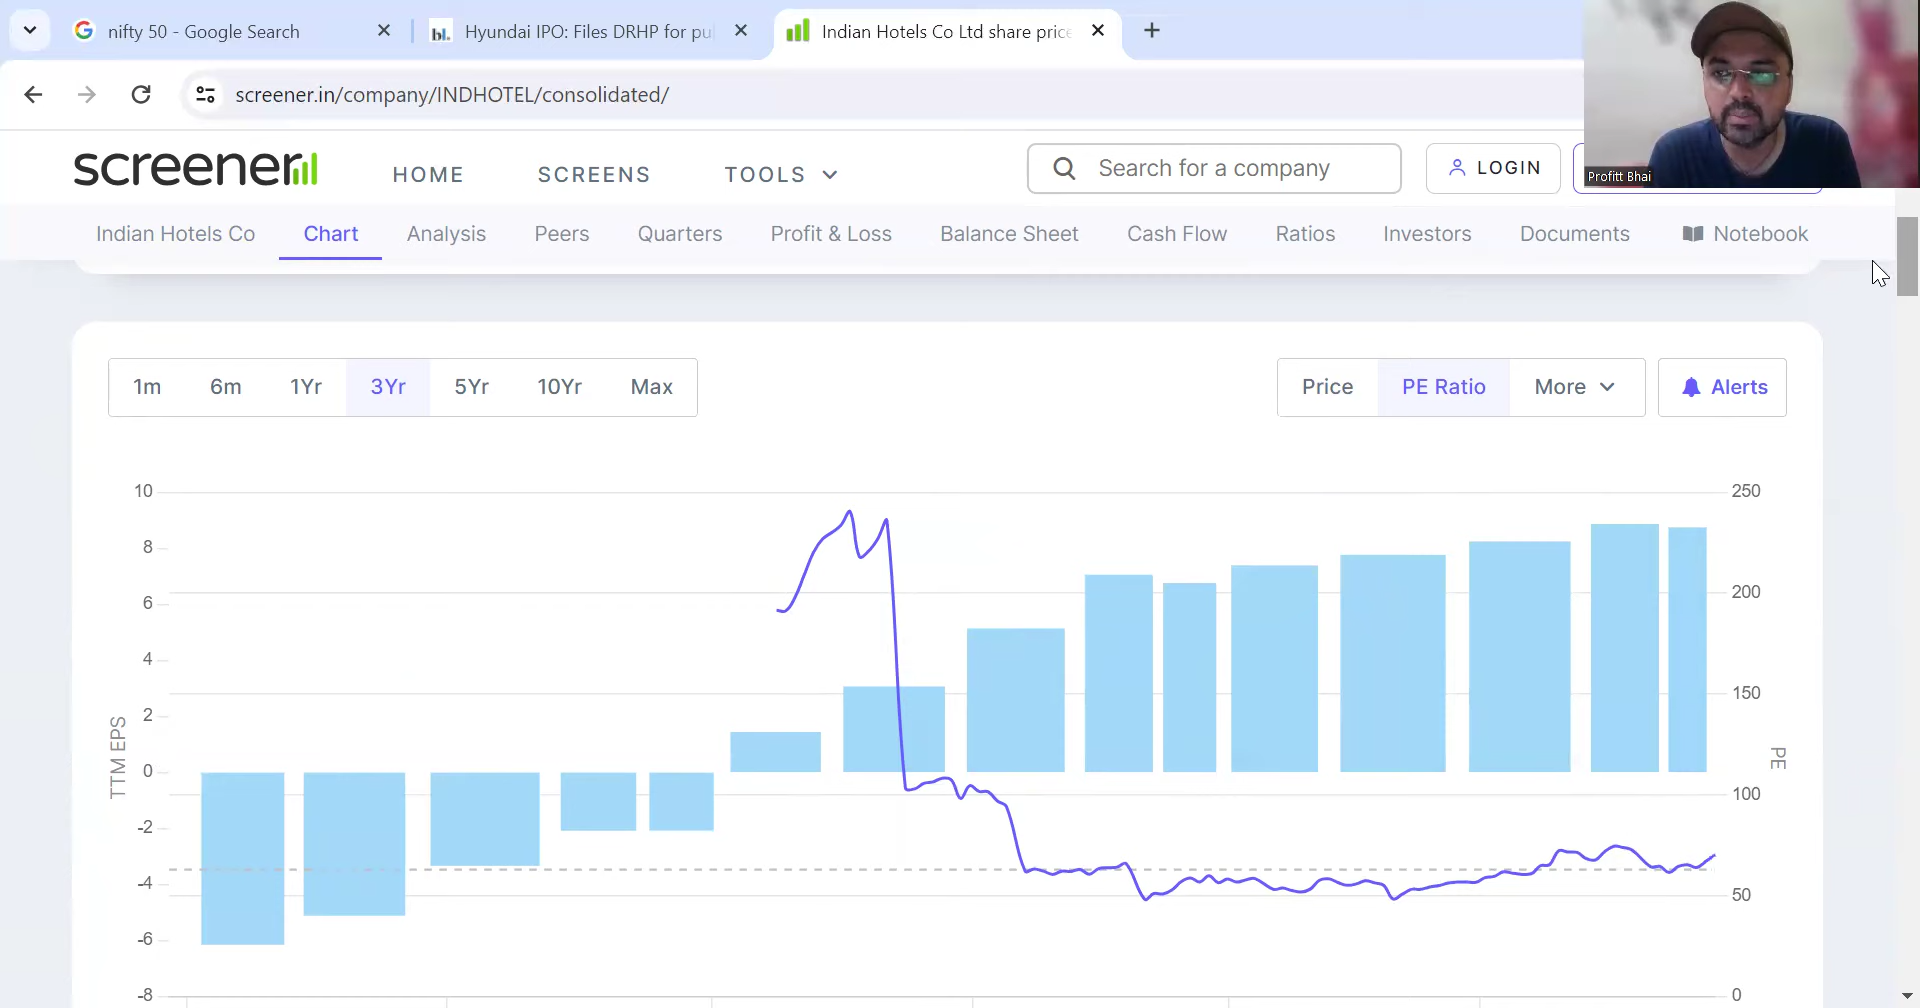 nifty 50 - Google Search
Hyundai IPO: Files DRHP for pu
Indian Hotels Co Ltd share price
screener.in/company/INDHOTEL/consolidated/
Profitt Bhai
screener
HOME
SCREENS
TOOLS
Search for a company
LOGIN
Indian Hotels Co
Chart
Analysis
Peers
Quarters
Profit & Loss
Balance Sheet
Cash Flow
Ratios
Investors
Documents
Notebook
1m
6m
1Yr
3Yr
5Yr
10Yr
Max
Price
PE Ratio
More
Alerts
10
8
6
4
2
0
-2
-4
-6
-8
TTM EPS
250
200
150
100
50
0
PE